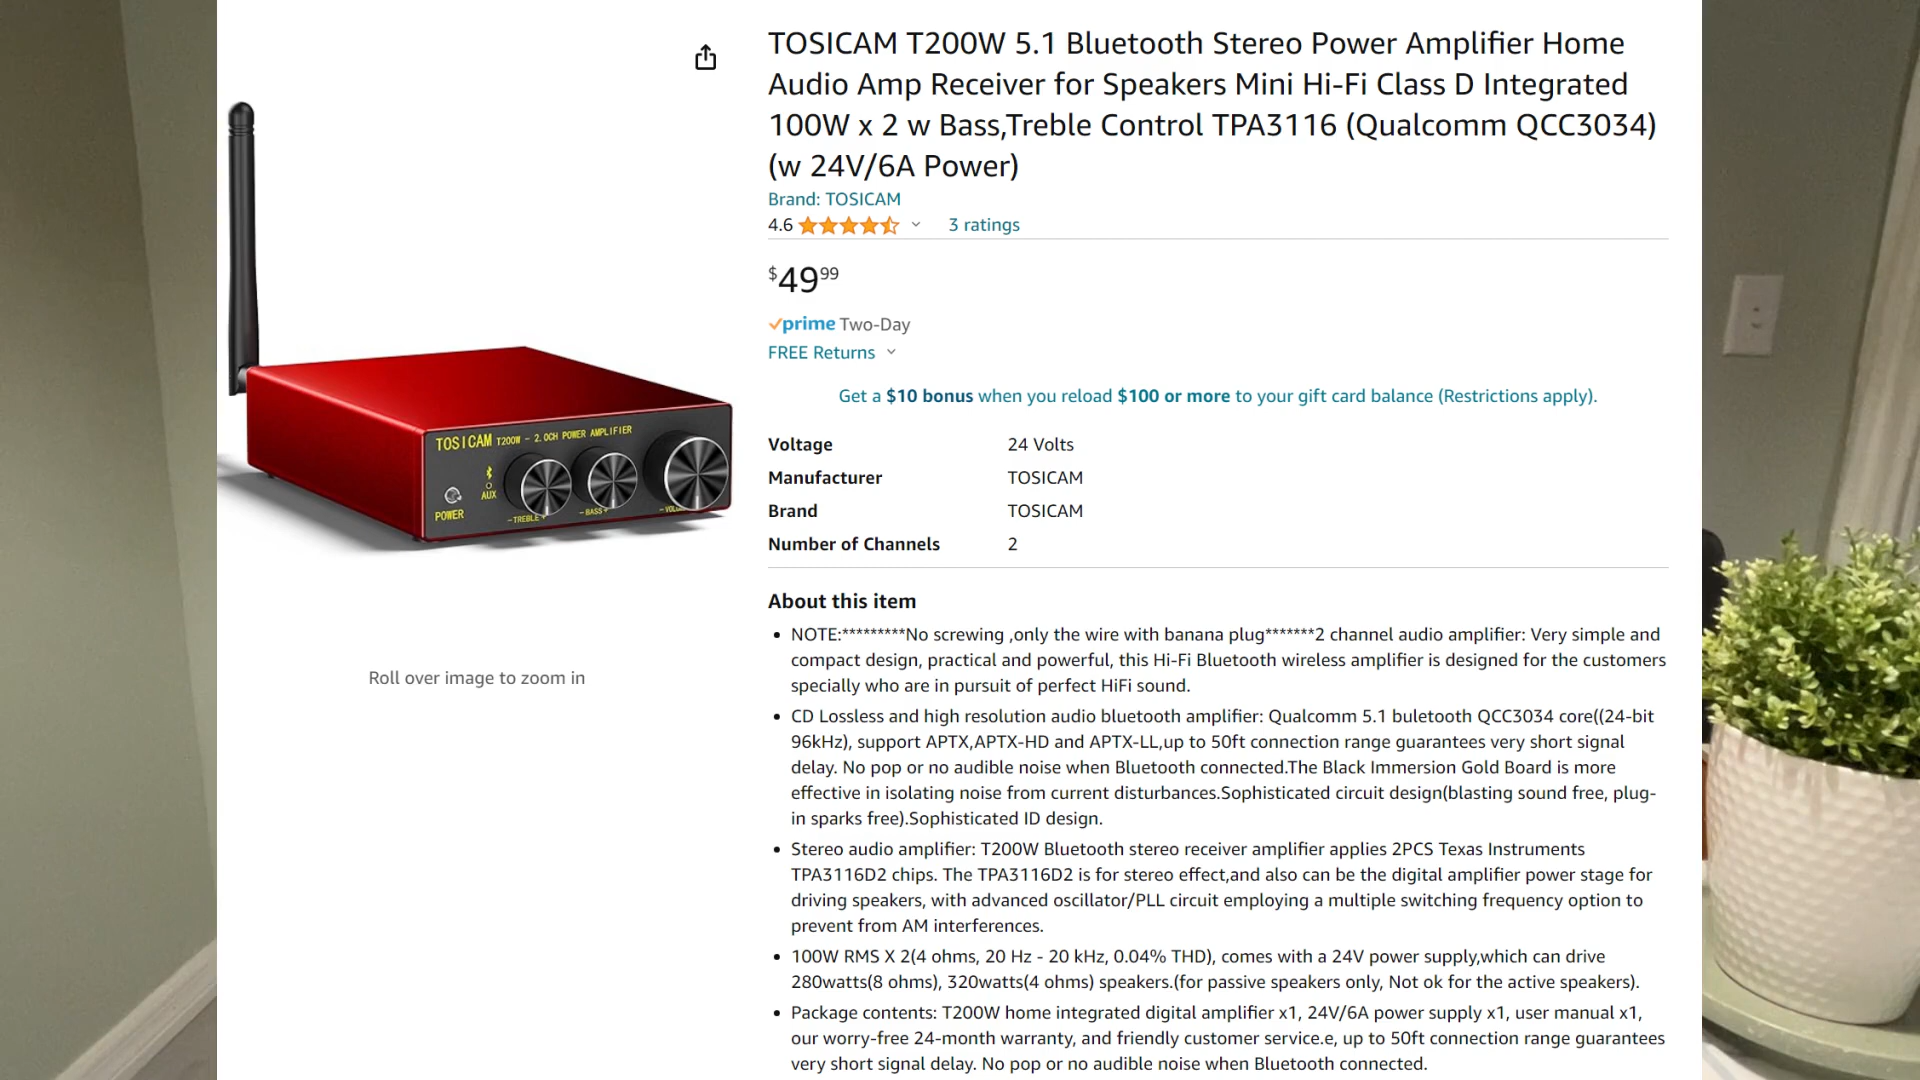 TOSICAM T200W 5.1 Bluetooth Stereo Power Amplifier Home
Audio Amp Receiver for Speakers Mini Hi-Fi Class D Integrated
100W x 2 w Bass,Treble Control TPA3116 (Qualcomm QCC3034)
(w 24V/6A Power)
Brand: TOSICAM
4.6 3 ratings
$49.99
prime Two-Day
FREE Returns
Get a $10 bonus when you reload $100 or more to your gift card balance (Restrictions apply).
Voltage 24 Volts
Manufacturer TOSICAM
Brand TOSICAM
Number of Channels 2
TOSICAM T200W - 2.0CH POWER AMPLIFIER
AUX
POWER
-TREBLE+
-BASS+
Roll over image to zoom in
About this item
• NOTE:*********No screwing ,only the wire with banana plug*******2 channel audio amplifier: Very simple and
compact design, practical and powerful, this Hi-Fi Bluetooth wireless amplifier is designed for the customers
specially who are in pursuit of perfect HiFi sound.
• CD Lossless and high resolution audio bluetooth amplifier: Qualcomm 5.1 buletooth QCC3034 core((24-bit
96kHz), support APTX,APTX-HD and APTX-LL,up to 50ft connection range guarantees very short signal
delay. No pop or no audible noise when Bluetooth connected.The Black Immersion Gold Board is more
effective in isolating noise from current disturbances.Sophisticated circuit design(blasting sound free, plug-
in sparks free).Sophisticated ID design.
• Stereo audio amplifier: T200W Bluetooth stereo receiver amplifier applies 2PCS Texas Instruments
TPA3116D2 chips. The TPA3116D2 is for stereo effect,and also can be the digital amplifier power stage for
driving speakers, with advanced oscillator/PLL circuit employing a multiple switching frequency option to
prevent from AM interferences.
• 100W RMS X 2(4 ohms, 20 Hz - 20 kHz, 0.04% THD), comes with a 24V power supply,which can drive
280watts(8 ohms), 320watts(4 ohms) speakers.(for passive speakers only, Not ok for the active speakers).
• Package contents: T200W home integrated digital amplifier x1, 24V/6A power supply x1, user manual x1,
our worry-free 24-month warranty, and friendly customer service.e, up to 50ft connection range guarantees
very short signal delay. No pop or no audible noise when Bluetooth connected.